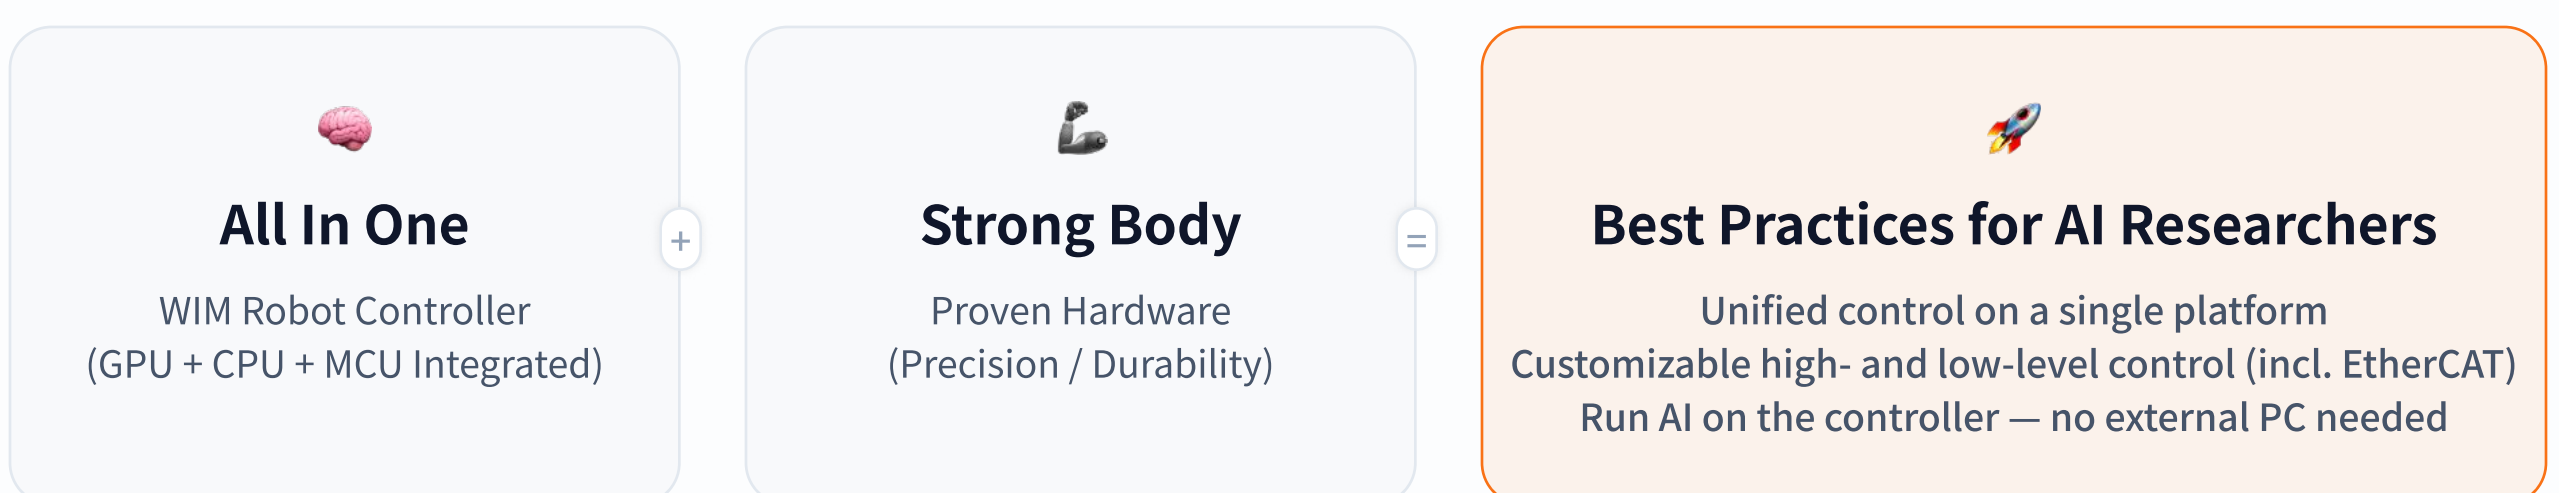 All In One
WIM Robot Controller
(GPU + CPU + MCU Integrated)
+
Strong Body
Proven Hardware
(Precision / Durability)
=
Best Practices for AI Researchers
Unified control on a single platform
Customizable high- and low-level control (incl. EtherCAT)
Run AI on the controller — no external PC needed